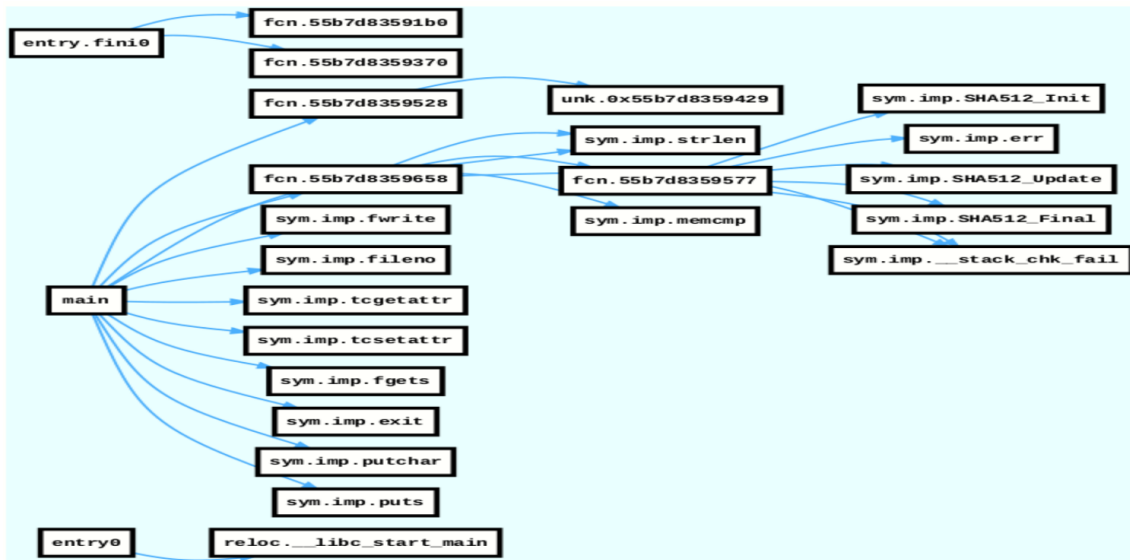 entry.fini0
fcn.55b7d83591b0
fcn.55b7d8359370
fcn.55b7d8359528
unk.0x55b7d8359429
sym.imp.SHA512_Init
sym.imp.strlen
sym.imp.err
fcn.55b7d8359658
fcn.55b7d8359577
sym.imp.SHA512_Update
sym.imp.fwrite
sym.imp.memcmp
sym.imp.SHA512_Final
sym.imp.fileno
sym.imp.__stack_chk_fail
main
sym.imp.tcgetattr
sym.imp.tcsetattr
sym.imp.fgets
sym.imp.exit
sym.imp.putchar
sym.imp.puts
entry0
reloc.__libc_start_main